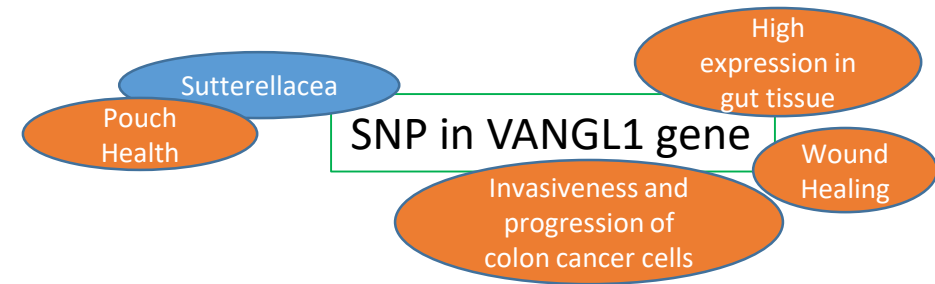 Sutterellacea
Pouch
Health
SNP in VANGL1 gene
High
expression in
gut tissue
Wound
Healing
Invasiveness and
progression of
colon cancer cells